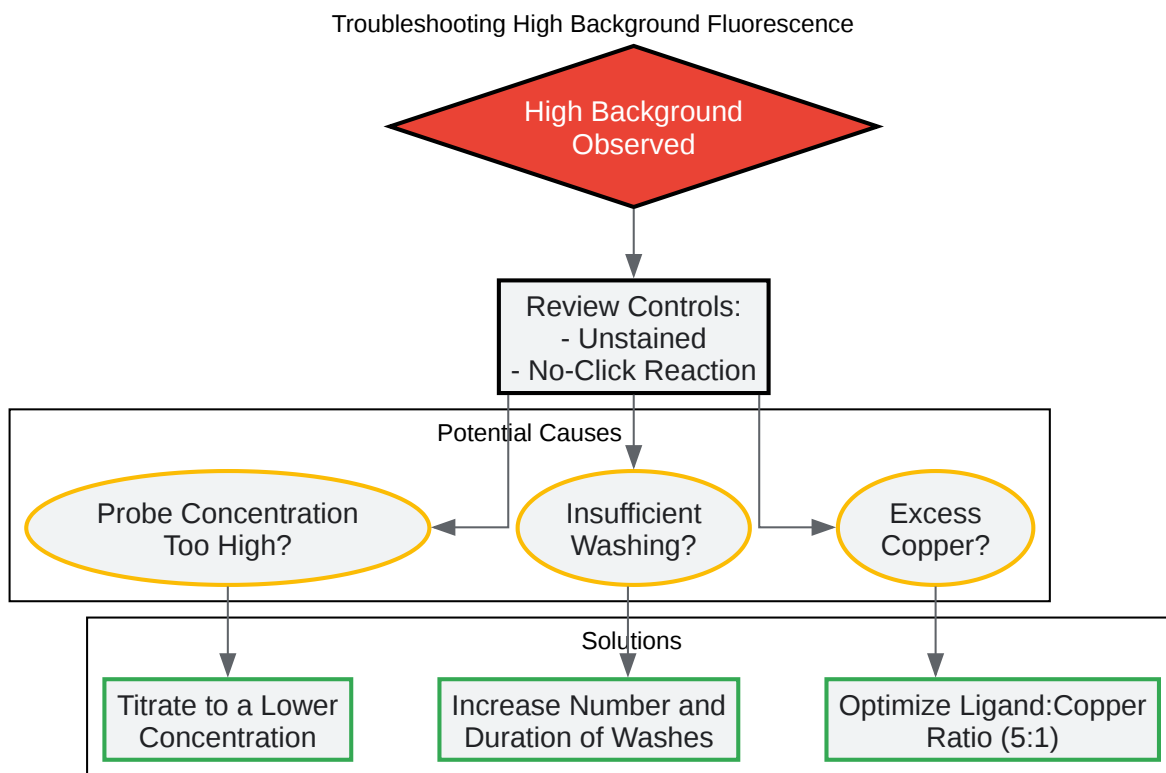 Troubleshooting High Background Fluorescence
High Background
Observed
Review Controls:
- Unstained
- No-Click Reaction
Potential Causes
Probe Concentration
Too High?
Insufficient
Washing?
Excess
Copper?
Solutions
Titrate to a Lower
Concentration
Increase Number and
Duration of Washes
Optimize Ligand:Copper
Ratio (5:1)